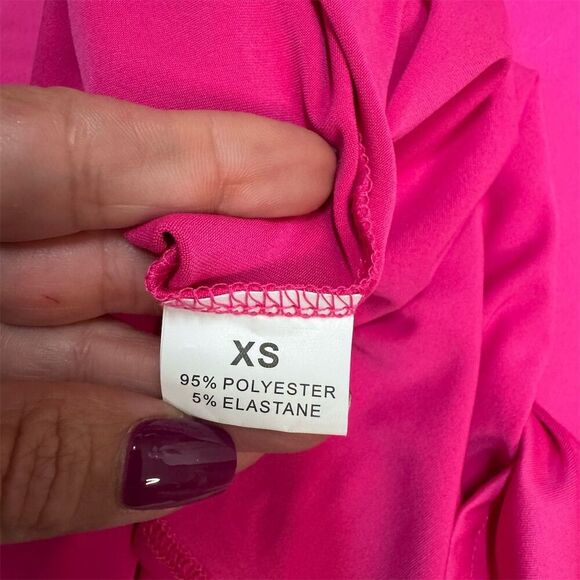 XS
95% POLYESTER
5% ELASTANE